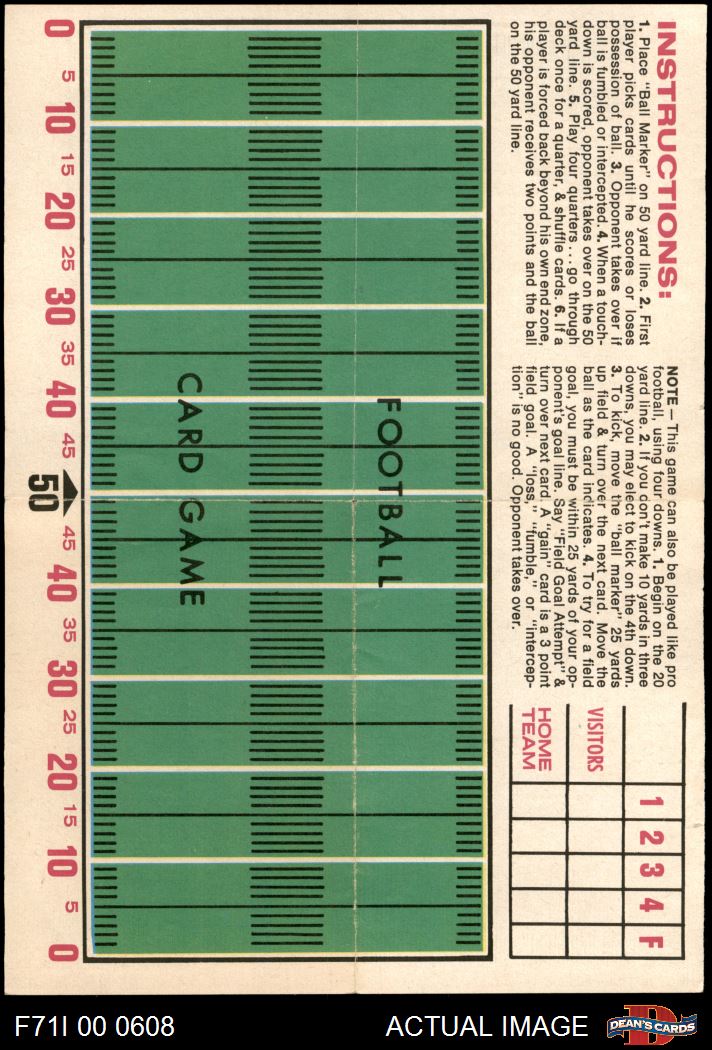 INSTRUCTIONS:
1. Place "Ball Marker" on 50 yard line. 2. First
player picks cards until he scores or loses
possession of ball. 3. Opponent takes over if
ball is fumbled or intercepted. 4. When a touch-
down is scored, opponent takes over on the 50
yard line. 5. Play four quarters...go through
deck once for a quarter, & shuffle cards. 6. If a
player is forced back beyond his own end zone,
his opponent receives two points and the ball
on the 50 yard line.
NOTE – This game can also be played like pro
football, using four downs. 1. Begin on the 20
yard line. 2. If you don't make 10 yards in three
downs, you may elect to kick on the 4th down.
3. To kick, move the "ball marker" 25 yards
up field & turn over the next card. Move the
ball as the card indicates. 4. To try for a field
goal, you must be within 25 yards of your op-
ponent's goal line. Say "Field Goal Attempt" &
turn over next card. A "gain" card is a 3 point
field goal. A "loss," "fumble," or "intercep-
tion" is no good. Opponent takes over.
1 2 3 4 F
VISITORS
HOME
TEAM
FOOTBALL
CARD GAME
0 5 10 15 20 25 30 35 40 45 50 45 40 35 30 25 20 15 10 5 0
F71I 00 0608
ACTUAL IMAGE
D
DEAN'S CARDS